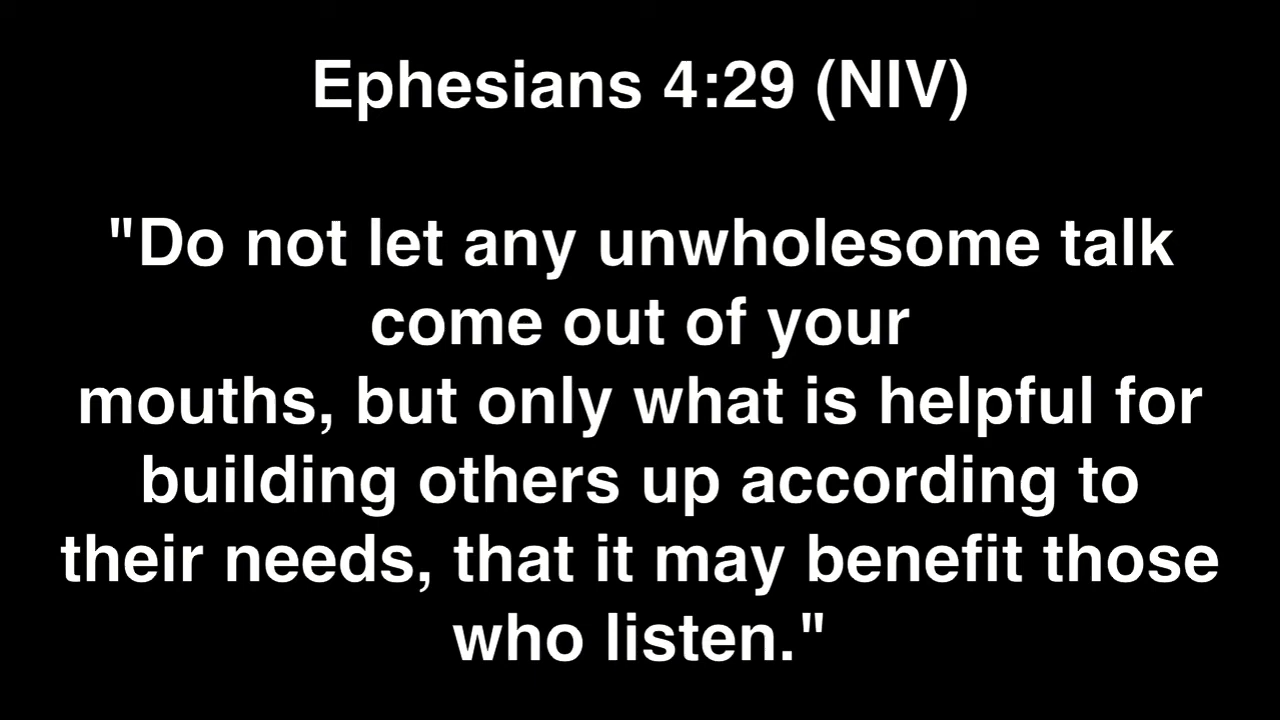 Ephesians 4:29 (NIV)
"Do not let any unwholesome talk
come out of your
mouths, but only what is helpful for
building others up according to
their needs, that it may benefit those
who listen."